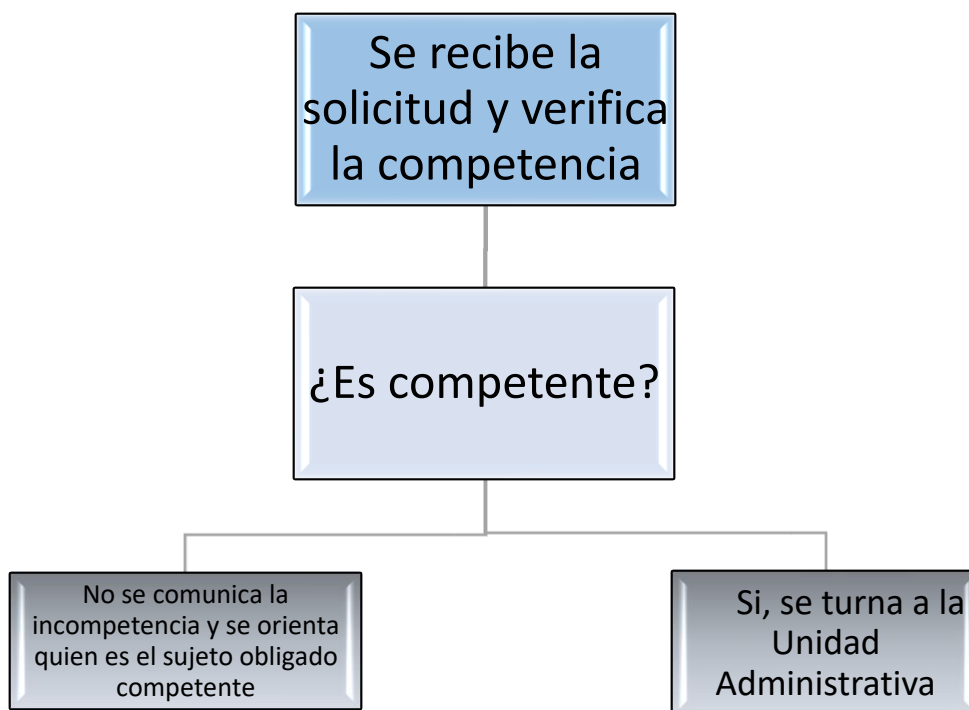 Se recibe la
solicitud y verifica
la competencia
¿Es competente?
No se comunica la
incompetencia y se orienta
quien es el sujeto obligado
competente
Si, se turna a la
Unidad
Administrativa